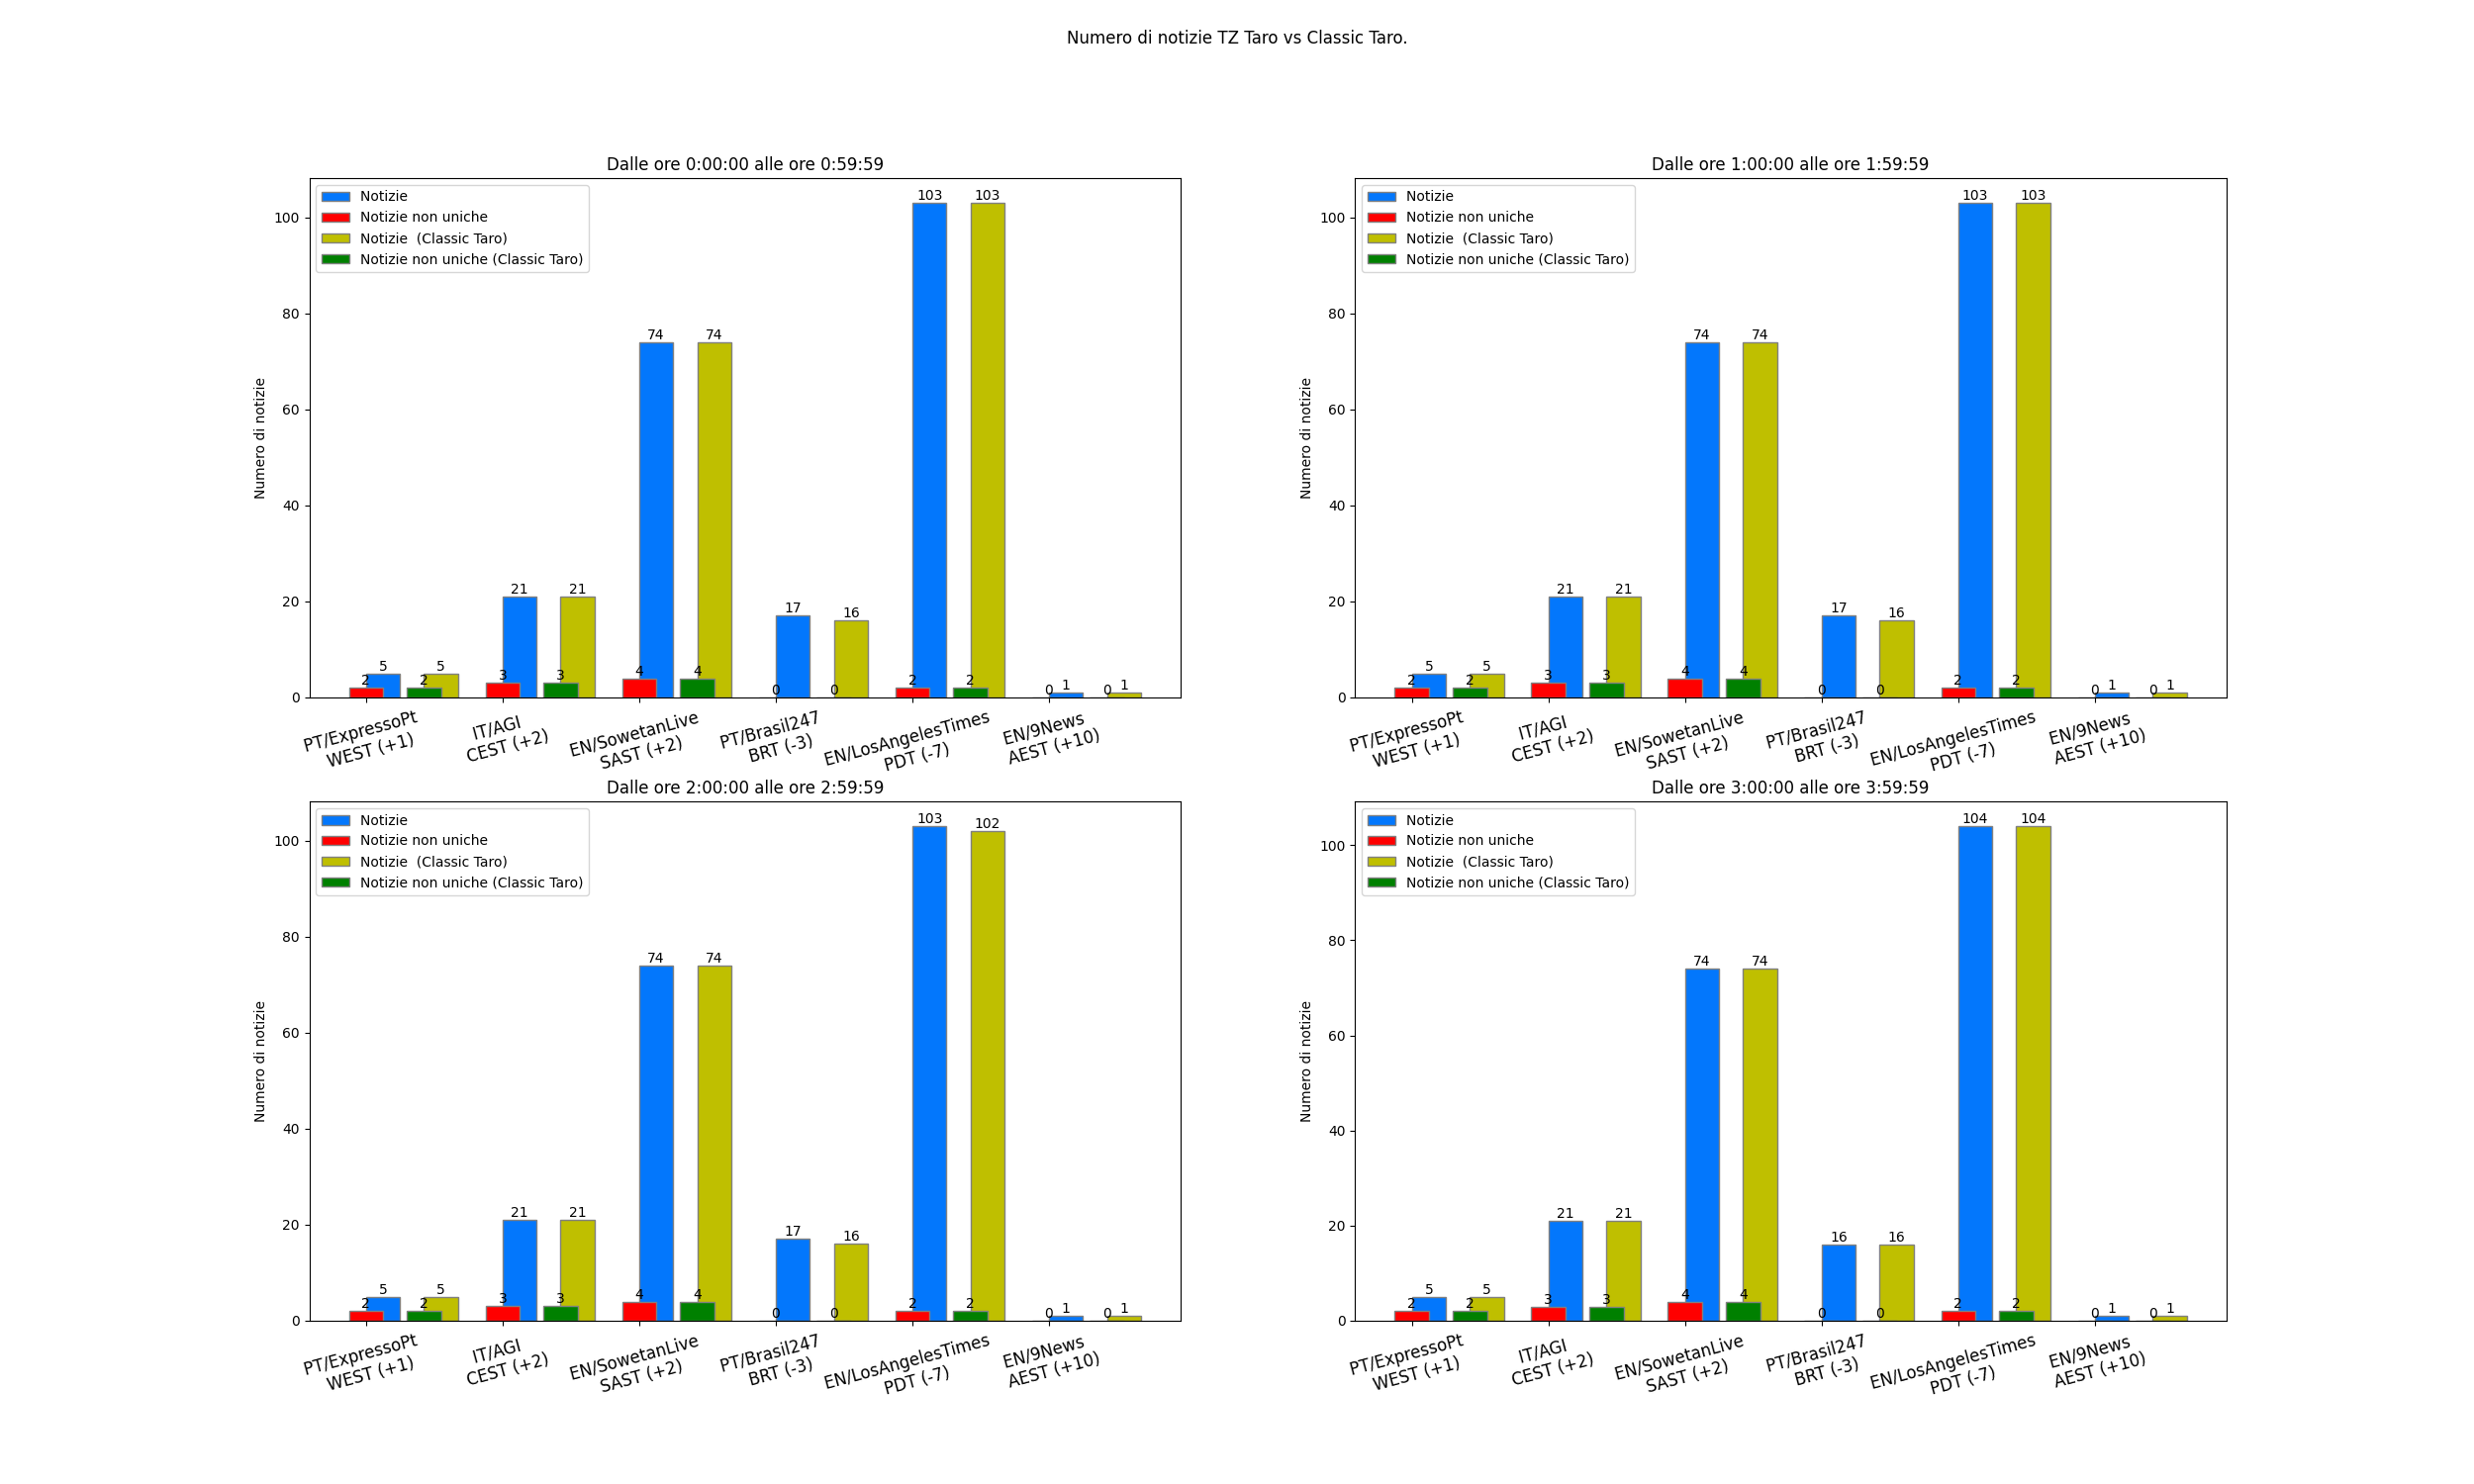 Numero di notizie TZ Taro vs Classic Taro.
Dalle ore 0:00:00 alle ore 0:59:59
Notizie
Notizie non uniche
Notizie  (Classic Taro)
Notizie non uniche (Classic Taro)
Numero di notizie
100
80
60
40
20
0
5
2
5
2
21
3
21
3
74
4
74
4
17
0
16
0
103
2
103
2
1
0
1
0
PT/ExpressoPt
WEST (+1)
IT/AGI
CEST (+2)
EN/SowetanLive
SAST (+2)
PT/Brasil247
BRT (-3)
EN/LosAngelesTimes
PDT (-7)
EN/9News
AEST (+10)
Dalle ore 1:00:00 alle ore 1:59:59
Notizie
Notizie non uniche
Notizie  (Classic Taro)
Notizie non uniche (Classic Taro)
Numero di notizie
100
80
60
40
20
0
5
2
5
2
21
3
21
3
74
4
74
4
17
0
16
0
103
2
103
2
1
0
1
0
PT/ExpressoPt
WEST (+1)
IT/AGI
CEST (+2)
EN/SowetanLive
SAST (+2)
PT/Brasil247
BRT (-3)
EN/LosAngelesTimes
PDT (-7)
EN/9News
AEST (+10)
Dalle ore 2:00:00 alle ore 2:59:59
Notizie
Notizie non uniche
Notizie  (Classic Taro)
Notizie non uniche (Classic Taro)
Numero di notizie
100
80
60
40
20
0
5
2
5
2
21
3
21
3
74
4
74
4
17
0
16
0
103
2
102
2
1
0
1
0
PT/ExpressoPt
WEST (+1)
IT/AGI
CEST (+2)
EN/SowetanLive
SAST (+2)
PT/Brasil247
BRT (-3)
EN/LosAngelesTimes
PDT (-7)
EN/9News
AEST (+10)
Dalle ore 3:00:00 alle ore 3:59:59
Notizie
Notizie non uniche
Notizie  (Classic Taro)
Notizie non uniche (Classic Taro)
Numero di notizie
100
80
60
40
20
0
5
2
5
2
21
3
21
3
74
4
74
4
16
0
16
0
104
2
104
2
1
0
1
0
PT/ExpressoPt
WEST (+1)
IT/AGI
CEST (+2)
EN/SowetanLive
SAST (+2)
PT/Brasil247
BRT (-3)
EN/LosAngelesTimes
PDT (-7)
EN/9News
AEST (+10)